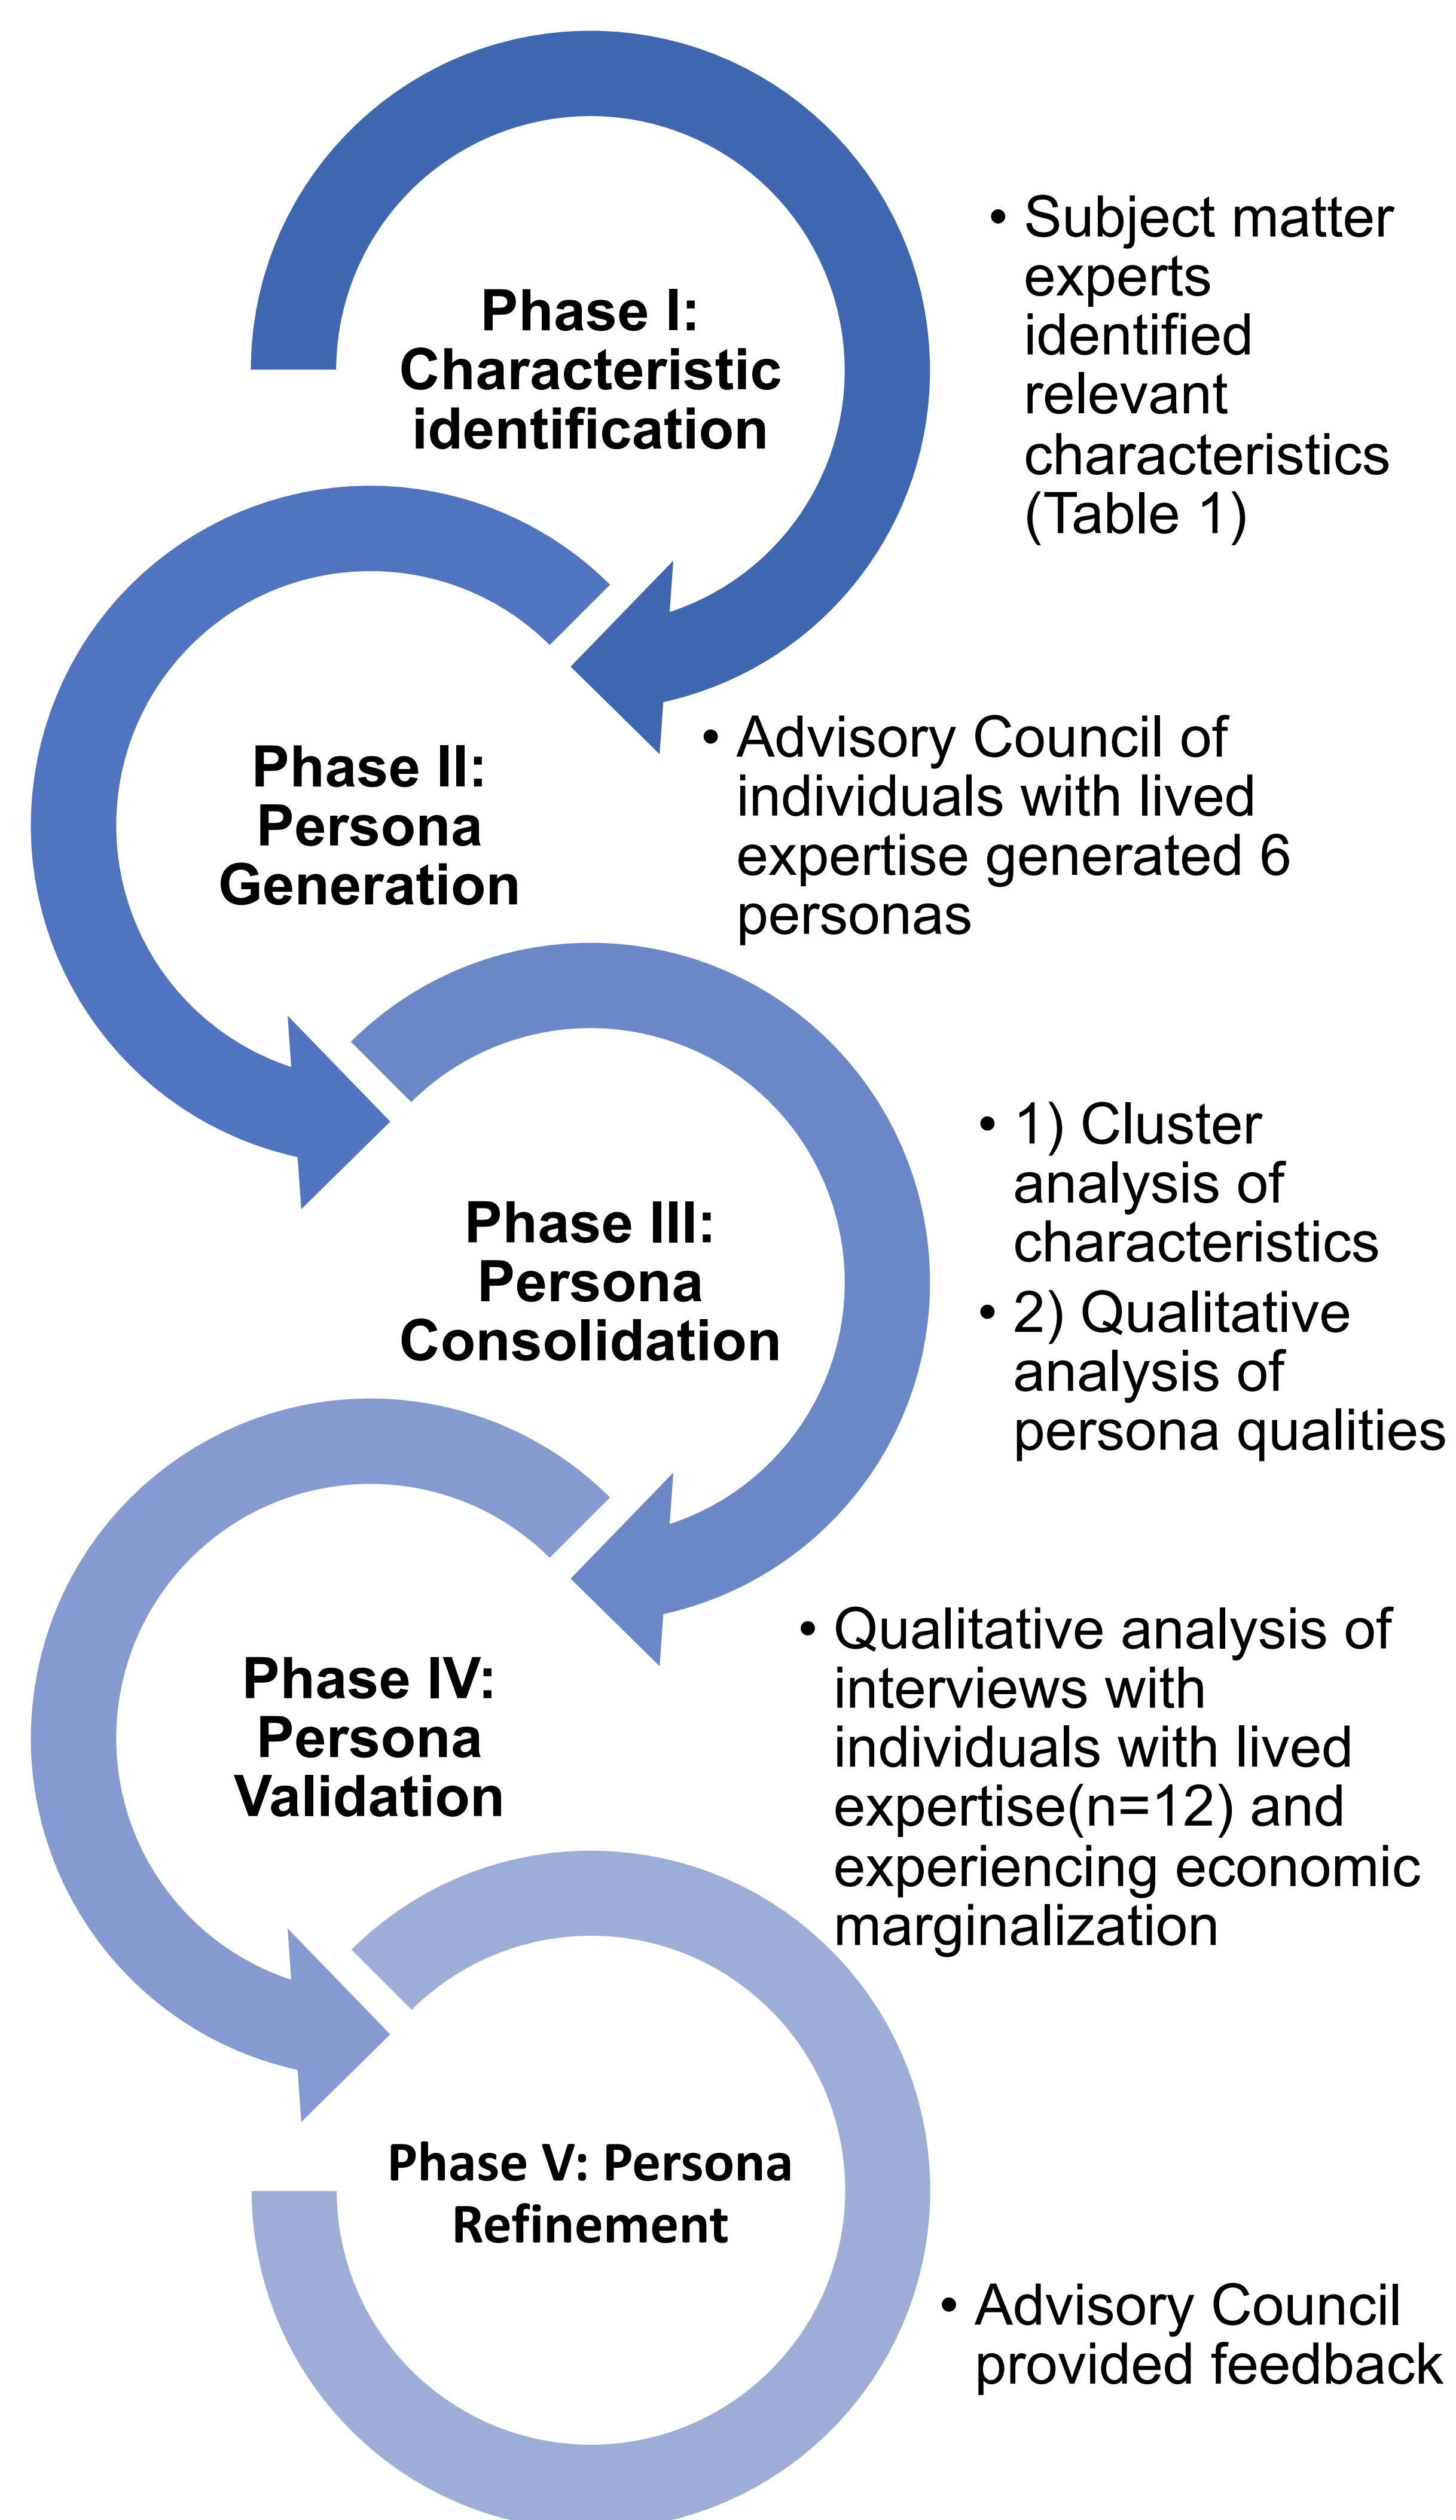 Phase I:
Characteristic
identification
• Subject matter
experts
identified
relevant
characteristics
(Table 1)
Phase II:
Persona
Generation
• Advisory Council of
individuals with lived
expertise generated 6
personas
Phase III:
Persona
Consolidation
• 1) Cluster
analysis of
characteristics
• 2) Qualitative
analysis of
persona qualities
Phase IV:
Persona
Validation
• Qualitative analysis of
interviews with
individuals with lived
expertise(n=12) and
experiencing economic
marginalization
Phase V: Persona
Refinement
• Advisory Council
provided feedback